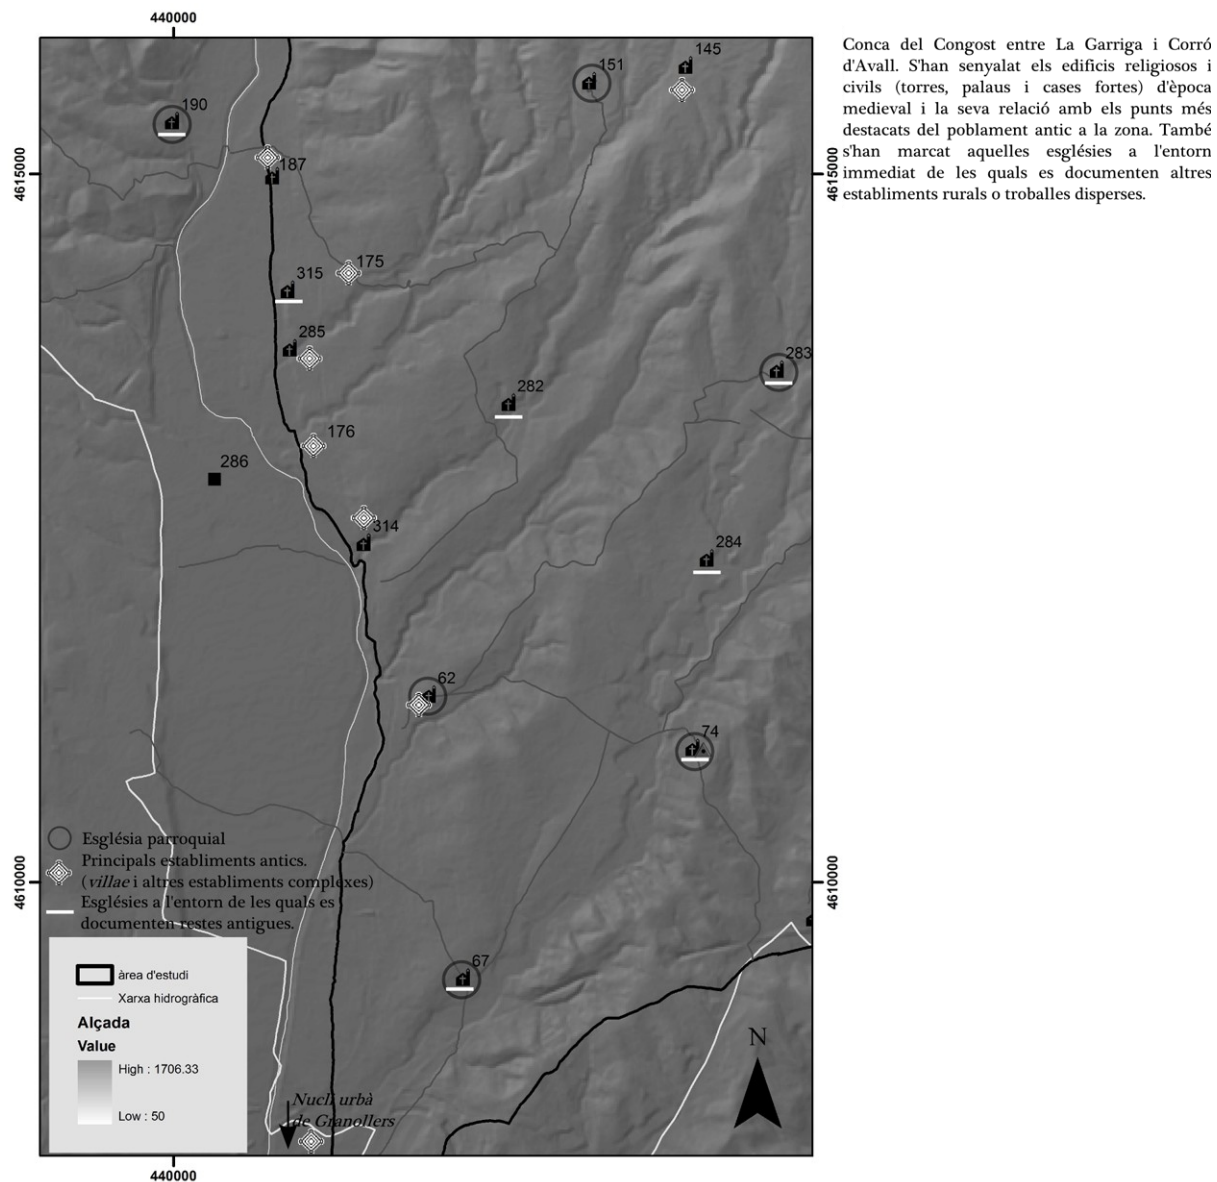 440000
Conca del Congost entre La Garriga i Corró
d'Avall. S'han senyalat els edificis religiosos i
civils (torres, palaus i cases fortes) d'època
medieval i la seva relació amb els punts més
destacats del poblament antic a la zona. També
s'han marcat aquelles esglésies a l'entorn
immediat de les quals es documenten altres
establiments rurals o troballes disperses.
145
151
190
187
4615000
4615000
175
315
285
283
282
176
286
314
284
62
74
Església parroquial
Principals establiments antics.
(villae i altres establiments complexes)
Esglésies a l'entorn de les quals es
documenten restes antigues.
4610000
4610000
67
àrea d'estudi
Xarxa hidrogràfica
Alçada
Value
High : 1706.33
Low : 50
N
Nucli urbà
de Granollers
440000